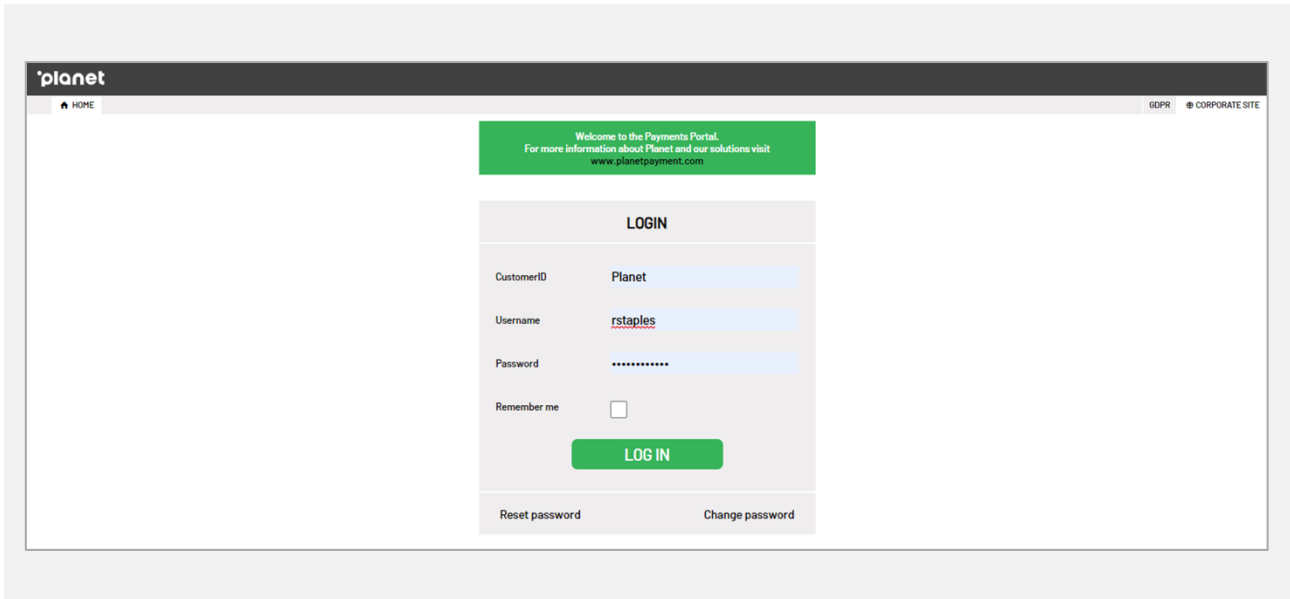 planet
HOME
GDPR
CORPORATE SITE
Welcome to the Payments Portal.
For more information about Planet and our solutions visit
www.planetpayment.com
LOGIN
CustomerID
Planet
Username
rstaples
Password
••••••••••••
Remember me
LOG IN
Reset password
Change password